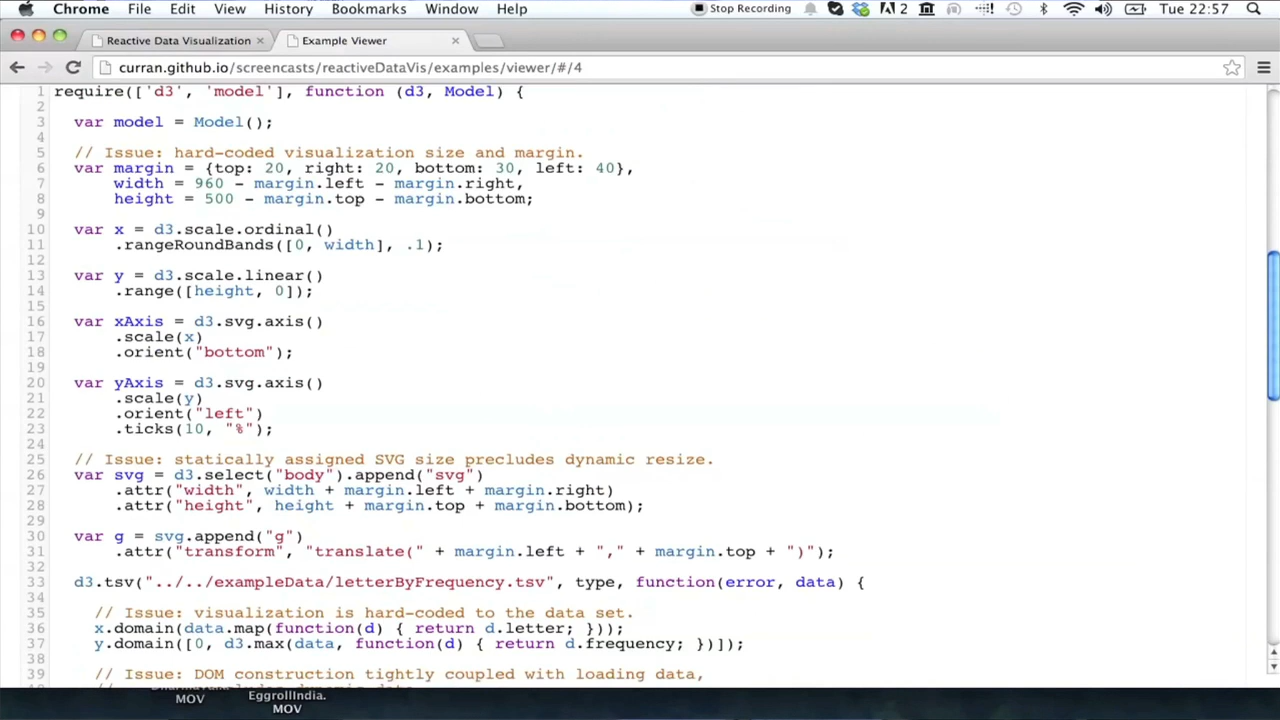 Chrome File Edit View History Bookmarks Window Help Stop Recording 2 Tue 22:57
Reactive Data Visualization × Example Viewer ×
curran.github.io/screencasts/reactiveDataVis/examples/viewer/#/4
1 require(['d3', 'model'], function (d3, Model) {
2
3 var model = Model();
4
5 // Issue: hard-coded visualization size and margin.
6 var margin = {top: 20, right: 20, bottom: 30, left: 40},
7 width = 960 - margin.left - margin.right,
8 height = 500 - margin.top - margin.bottom;
9
10 var x = d3.scale.ordinal()
11 .rangeRoundBands([0, width], .1);
12
13 var y = d3.scale.linear()
14 .range([height, 0]);
15
16 var xAxis = d3.svg.axis()
17 .scale(x)
18 .orient("bottom");
19
20 var yAxis = d3.svg.axis()
21 .scale(y)
22 .orient("left")
23 .ticks(10, "%");
24
25 // Issue: statically assigned SVG size precludes dynamic resize.
26 var svg = d3.select("body").append("svg")
27 .attr("width", width + margin.left + margin.right)
28 .attr("height", height + margin.top + margin.bottom);
29
30 var g = svg.append("g")
31 .attr("transform", "translate(" + margin.left + "," + margin.top + ")");
32
33 d3.tsv("../../exampleData/letterByFrequency.tsv", type, function(error, data) {
34
35 // Issue: visualization is hard-coded to the data set.
36 x.domain(data.map(function(d) { return d.letter; }));
37 y.domain([0, d3.max(data, function(d) { return d.frequency; })]);
38
39 // Issue: DOM construction tightly coupled with loading data,
MOV
EggrollIndia.
MOV